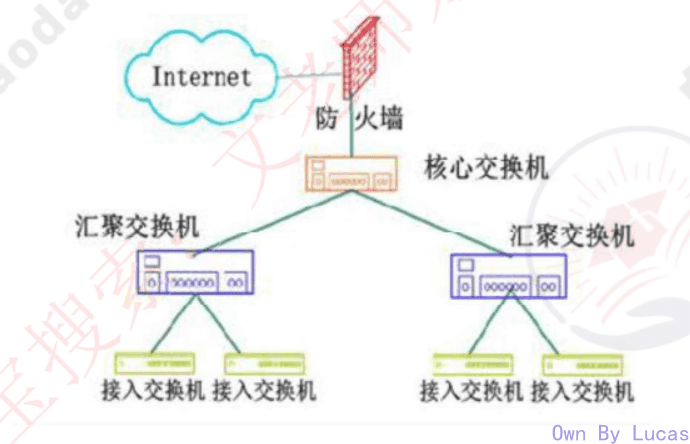 Internet
防 火墙
核心交换机
汇聚交换机
汇聚交换机
接入交换机 接入交换机 接入交换机 接入交换机
Own By Lucas